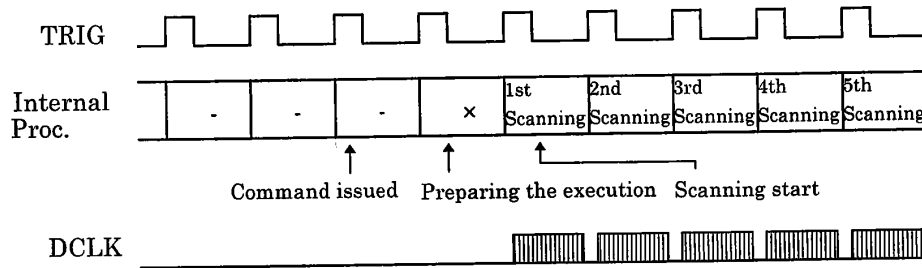 TRIG
Internal Proc.
- - - × 1st Scanning 2nd Scanning 3rd Scanning 4th Scanning 5th Scanning
Command issued Preparing the execution Scanning start
DCLK